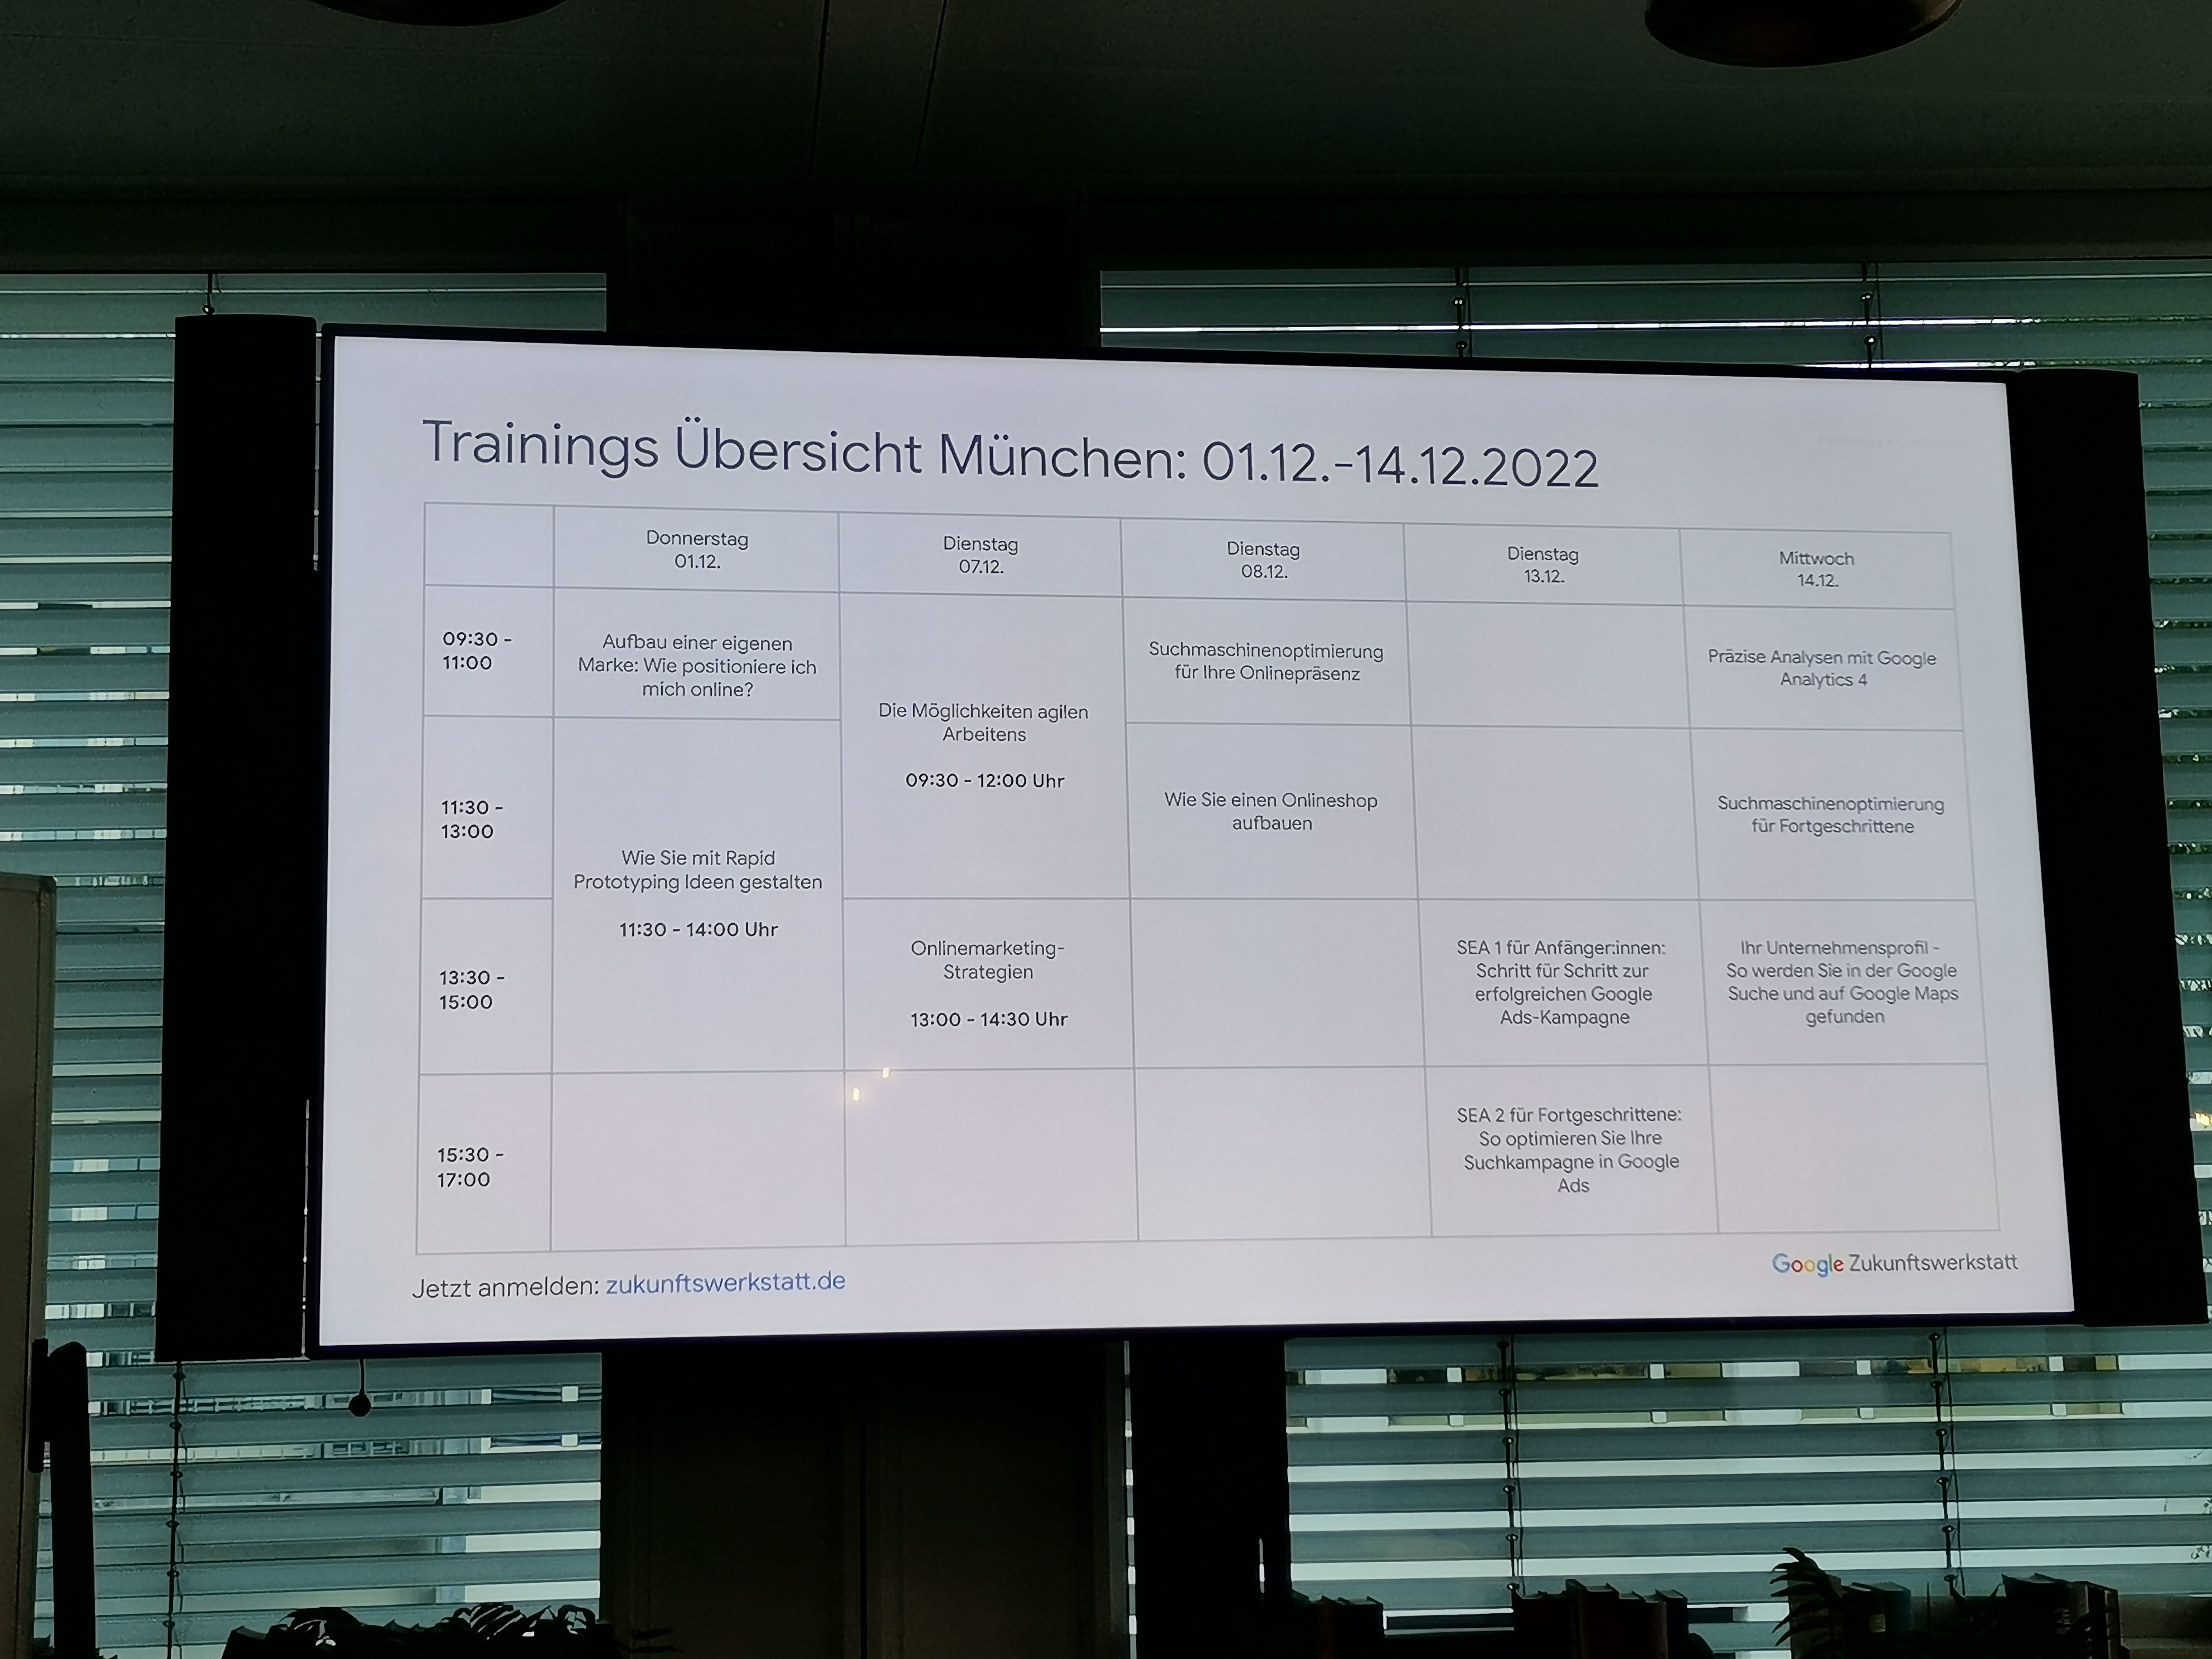 Trainings Übersicht München: 01.12.-14.12.2022
Donnerstag
01.12.
Dienstag
07.12.
Dienstag
08.12.
Dienstag
13.12.
Mittwoch
14.12.
09:30 -
11:00
Aufbau einer eigenen
Marke: Wie positioniere ich
mich online?
Die Möglichkeiten agilen
Arbeitens
09:30 - 12:00 Uhr
Suchmaschinenoptimierung
für Ihre Onlinepräsenz
Präzise Analysen mit Google
Analytics 4
11:30 -
13:00
Wie Sie mit Rapid
Prototyping Ideen gestalten
11:30 - 14:00 Uhr
Wie Sie einen Onlineshop
aufbauen
Suchmaschinenoptimierung
für Fortgeschrittene
13:30 -
15:00
Onlinemarketing-
Strategien
13:00 - 14:30 Uhr
SEA 1 für Anfänger:innen:
Schritt für Schritt zur
erfolgreichen Google
Ads-Kampagne
Ihr Unternehmensprofil -
So werden Sie in der Google
Suche und auf Google Maps
gefunden
15:30 -
17:00
SEA 2 für Fortgeschrittene:
So optimieren Sie Ihre
Suchkampagne in Google
Ads
Jetzt anmelden: zukunftswerkstatt.de
Google Zukunftswerkstatt